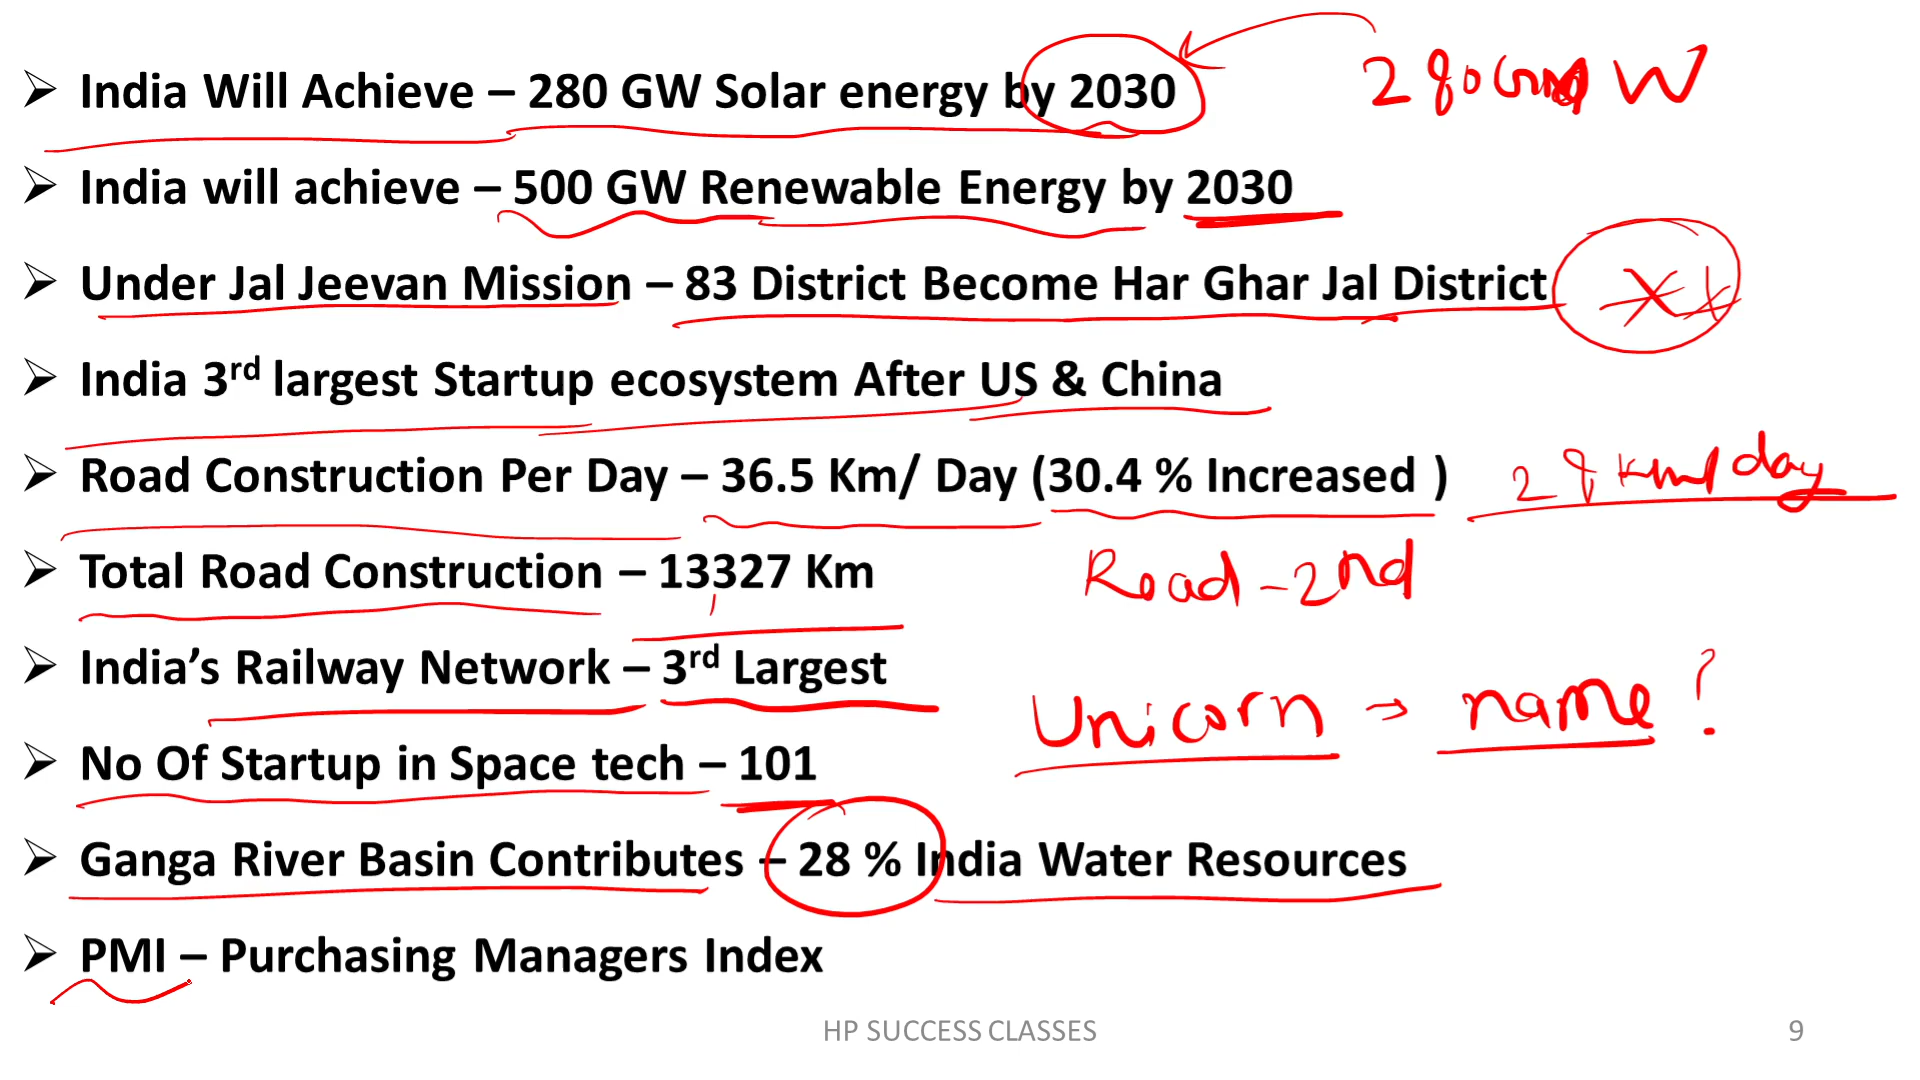 ➢ India Will Achieve – 280 GW Solar energy by 2030
280 GW
➢ India will achieve – 500 GW Renewable Energy by 2030
➢ Under Jal Jeevan Mission – 83 District Become Har Ghar Jal District
➢ India 3rd largest Startup ecosystem After US & China
➢ Road Construction Per Day – 36.5 Km/ Day (30.4 % Increased )
28 Km/day
➢ Total Road Construction – 13327 Km
Road - 2nd
➢ India’s Railway Network – 3rd Largest
Unicorn → name ?
➢ No Of Startup in Space tech – 101
➢ Ganga River Basin Contributes – 28 % India Water Resources
➢ PMI – Purchasing Managers Index
HP SUCCESS CLASSES
9